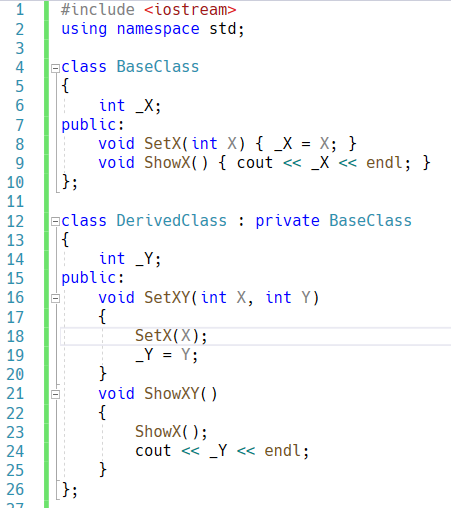 1 #include <iostream>
2 using namespace std;
3
4 class BaseClass
5 {
6     int _X;
7 public:
8     void SetX(int X) { _X = X; }
9     void ShowX() { cout << _X << endl; }
10 };
11
12 class DerivedClass : private BaseClass
13 {
14     int _Y;
15 public:
16     void SetXY(int X, int Y)
17     {
18         SetX(X);
19         _Y = Y;
20     }
21     void ShowXY()
22     {
23         ShowX();
24         cout << _Y << endl;
25     }
26 };
27